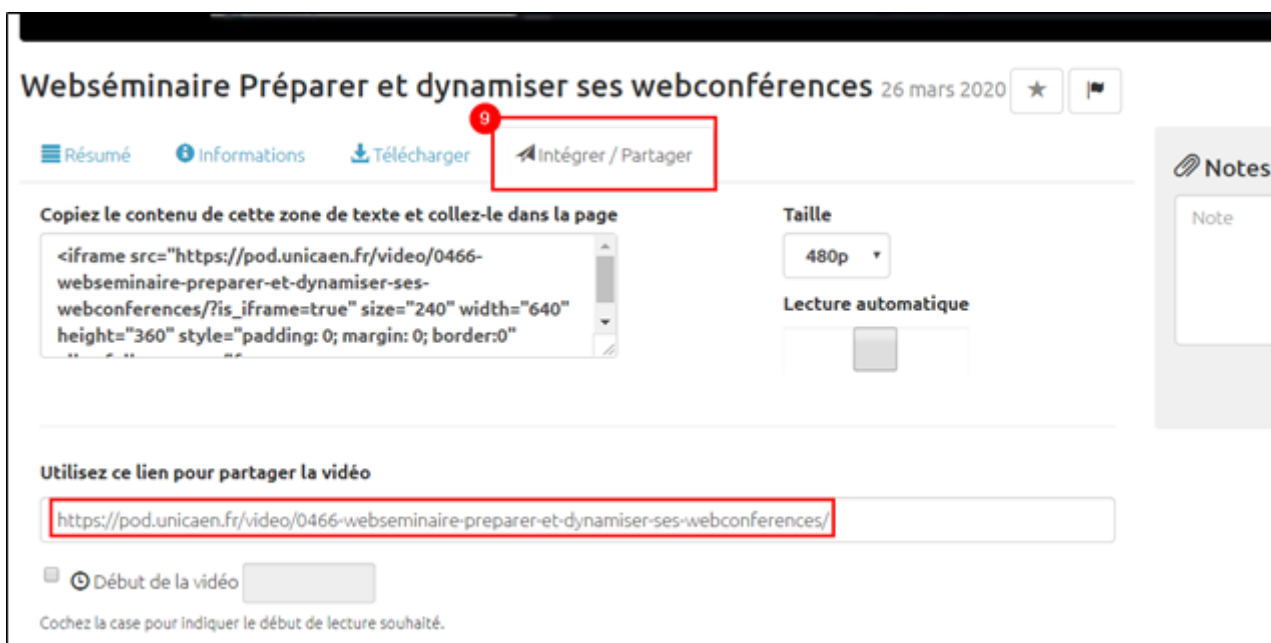 Webséminaire Préparer et dynamiser ses webconférences 26 mars 2020
9
Résumé Informations Télécharger Intégrer / Partager
Notes
Copiez le contenu de cette zone de texte et collez-le dans la page
Taille
Note
<iframe src="https://pod.unicaen.fr/video/0466-
webseminaire-preparer-et-dynamiser-ses-
webconferences/?is_iframe=true" size="240" width="640"
height="360" style="padding: 0; margin: 0; border:0"
480p
Lecture automatique
Utilisez ce lien pour partager la vidéo
https://pod.unicaen.fr/video/0466-webseminaire-preparer-et-dynamiser-ses-webconferences/
Début de la vidéo
Cochez la case pour indiquer le début de lecture souhaité.